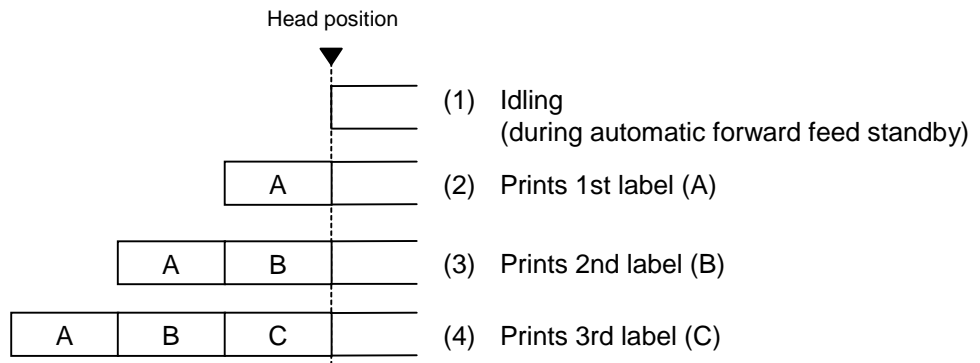 Head position
(1) Idling
(during automatic forward feed standby)
A (2) Prints 1st label (A)
A B (3) Prints 2nd label (B)
A B C (4) Prints 3rd label (C)